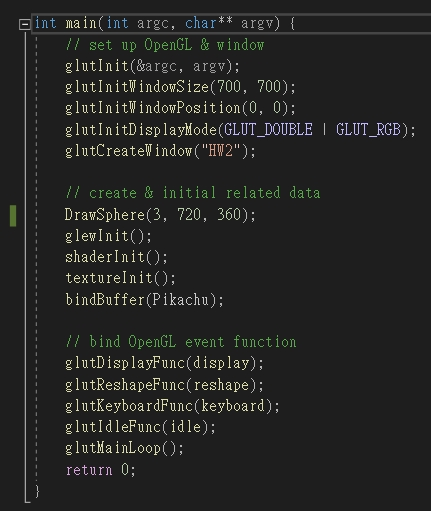 int main(int argc, char** argv) {
// set up OpenGL & window
glutInit(&argc, argv);
glutInitWindowSize(700, 700);
glutInitWindowPosition(0, 0);
glutInitDisplayMode(GLUT_DOUBLE | GLUT_RGB);
glutCreateWindow("HW2");
// create & initial related data
DrawSphere(3, 720, 360);
glewInit();
shaderInit();
textureInit();
bindBuffer(Pikachu);
// bind OpenGL event function
glutDisplayFunc(display);
glutReshapeFunc(reshape);
glutKeyboardFunc(keyboard);
glutIdleFunc(idle);
glutMainLoop();
return 0;
}